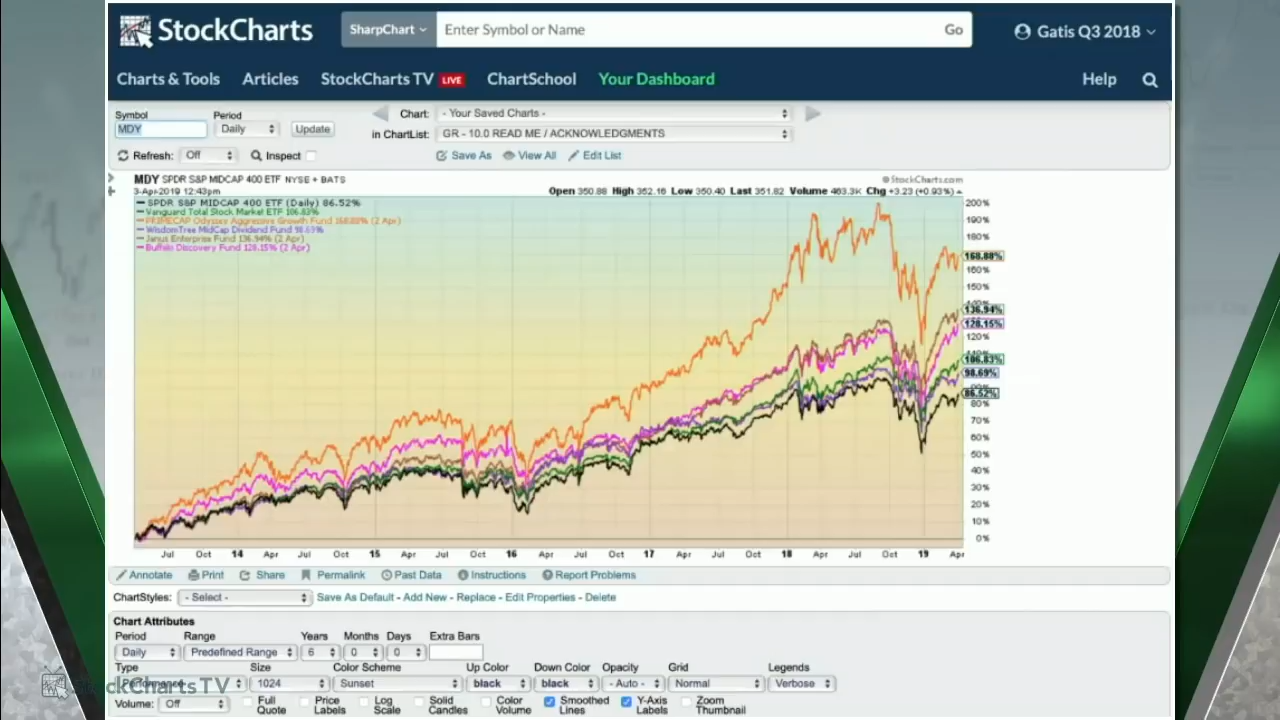 StockCharts SharpChart Enter Symbol or Name Go Gatis Q3 2018
Charts & Tools Articles StockCharts TV LIVE ChartSchool Your Dashboard Help
Symbol Period Chart: - Your Saved Charts -
MDY Daily Update in ChartList: GR - 10.0 READ ME / ACKNOWLEDGMENTS
Refresh: Off Inspect Save As View All Edit List
MDY SPDR S&P MIDCAP 400 ETF NYSE + BATS © StockCharts.com
3-Apr-2019 12:43pm Open 350.88 High 352.16 Low 350.40 Last 351.82 Volume 463.3K Chg +3.23 (+0.93%)
SPDR S&P MIDCAP 400 ETF (Daily) 86.52%
Vanguard Total Stock Market ETF 106.83%
PRIMECAP Odyssey Aggressive Growth Fund 168.88% (2 Apr)
WisdomTree MidCap Dividend Fund 98.69%
Janus Enterprise Fund 136.94% (2 Apr)
Buffalo Discovery Fund 128.15% (2 Apr)
200%
190%
180%
168.88%
160%
150%
140%
136.94%
128.15%
120%
110%
106.83%
98.69%
90%
86.52%
80%
70%
60%
50%
40%
30%
20%
10%
0%
Jul Oct 14 Apr Jul Oct 15 Apr Jul Oct 16 Apr Jul Oct 17 Apr Jul Oct 18 Apr Jul Oct 19 Apr
Annotate Print Share Permalink Past Data Instructions Report Problems
ChartStyles: - Select - Save As Default - Add New - Replace - Edit Properties - Delete
Chart Attributes
Period Range Years Months Days Extra Bars
Daily Predefined Range 6 0 0
Type Size Color Scheme Up Color Down Color Opacity Grid Legends
Performance 1024 Sunset black black - Auto - Normal Verbose
StockChartsTV
Volume: Off Full Quote Price Labels Log Scale Solid Candles Color Volume Smoothed Lines Y-Axis Labels Zoom Thumbnail